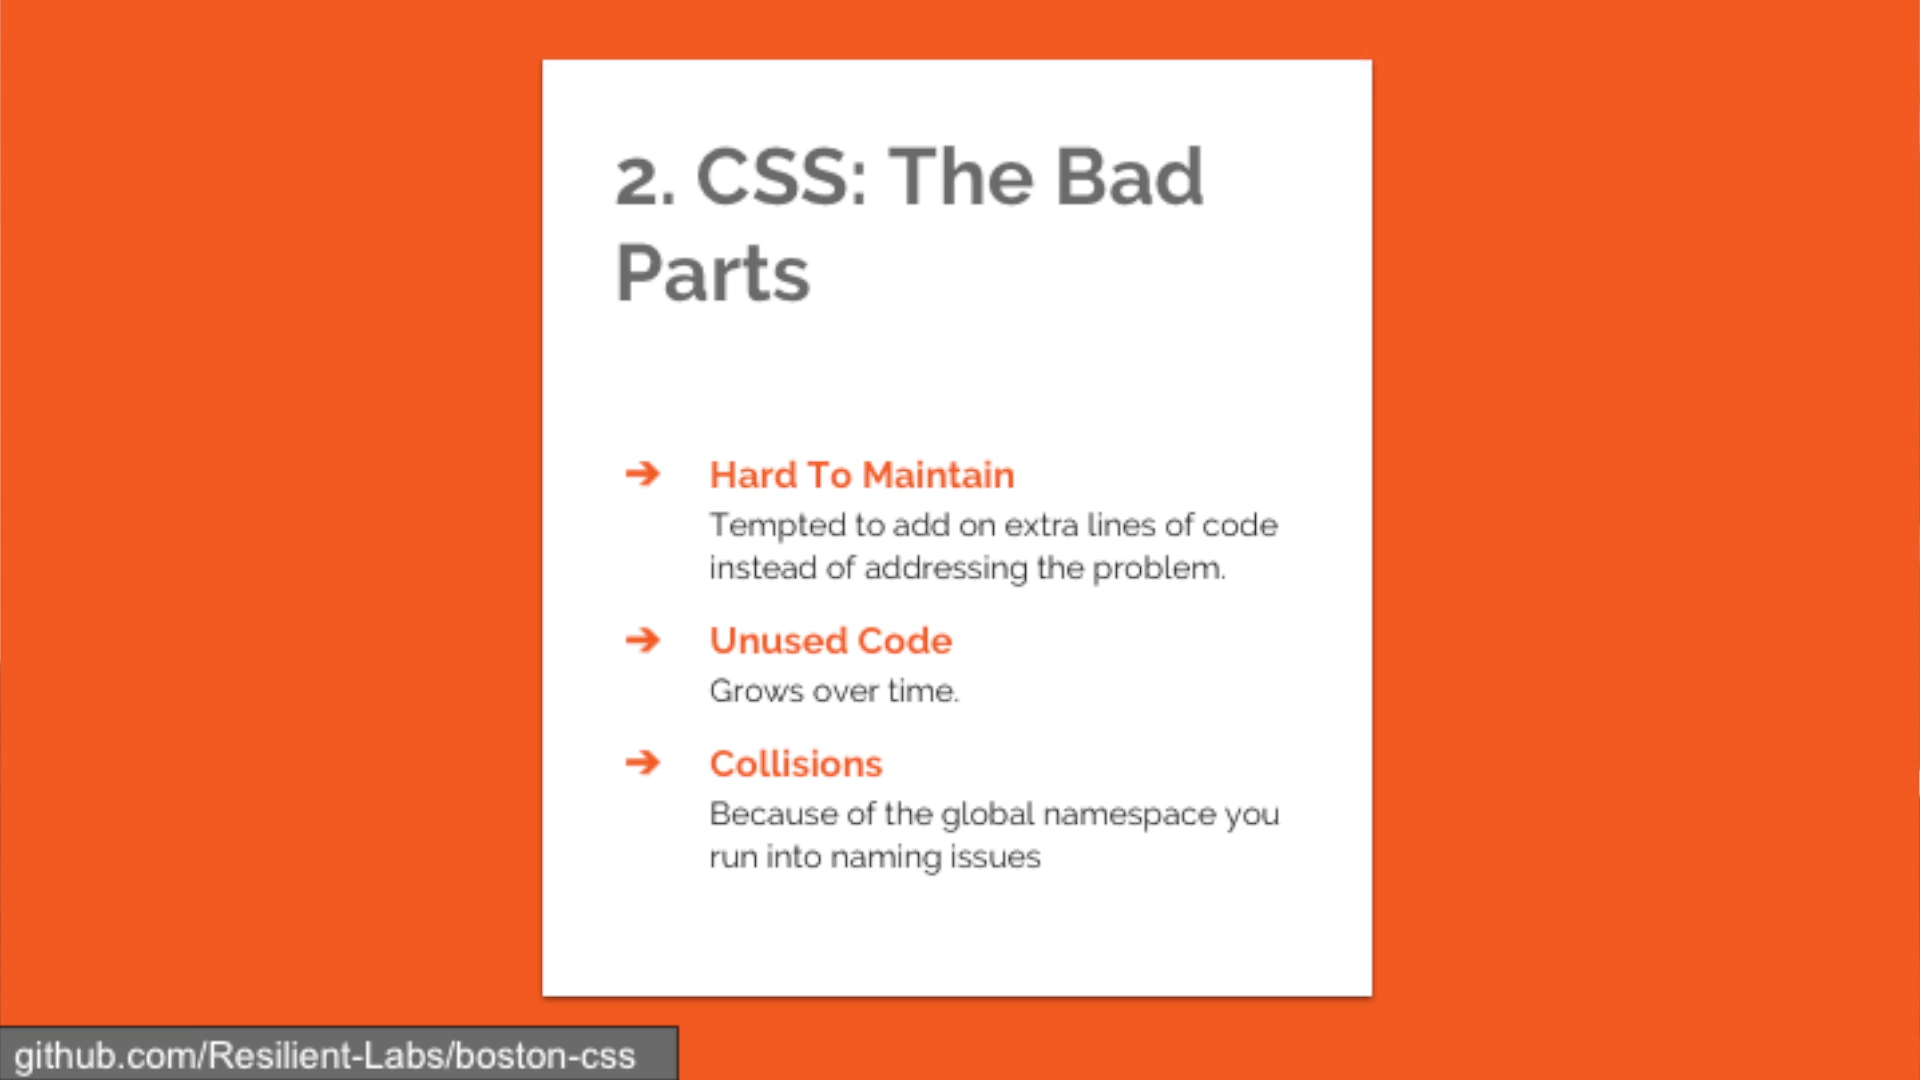 2. CSS: The Bad
Parts
➔ Hard To Maintain
Tempted to add on extra lines of code
instead of addressing the problem.
➔ Unused Code
Grows over time.
➔ Collisions
Because of the global namespace you
run into naming issues
github.com/Resilient-Labs/boston-css